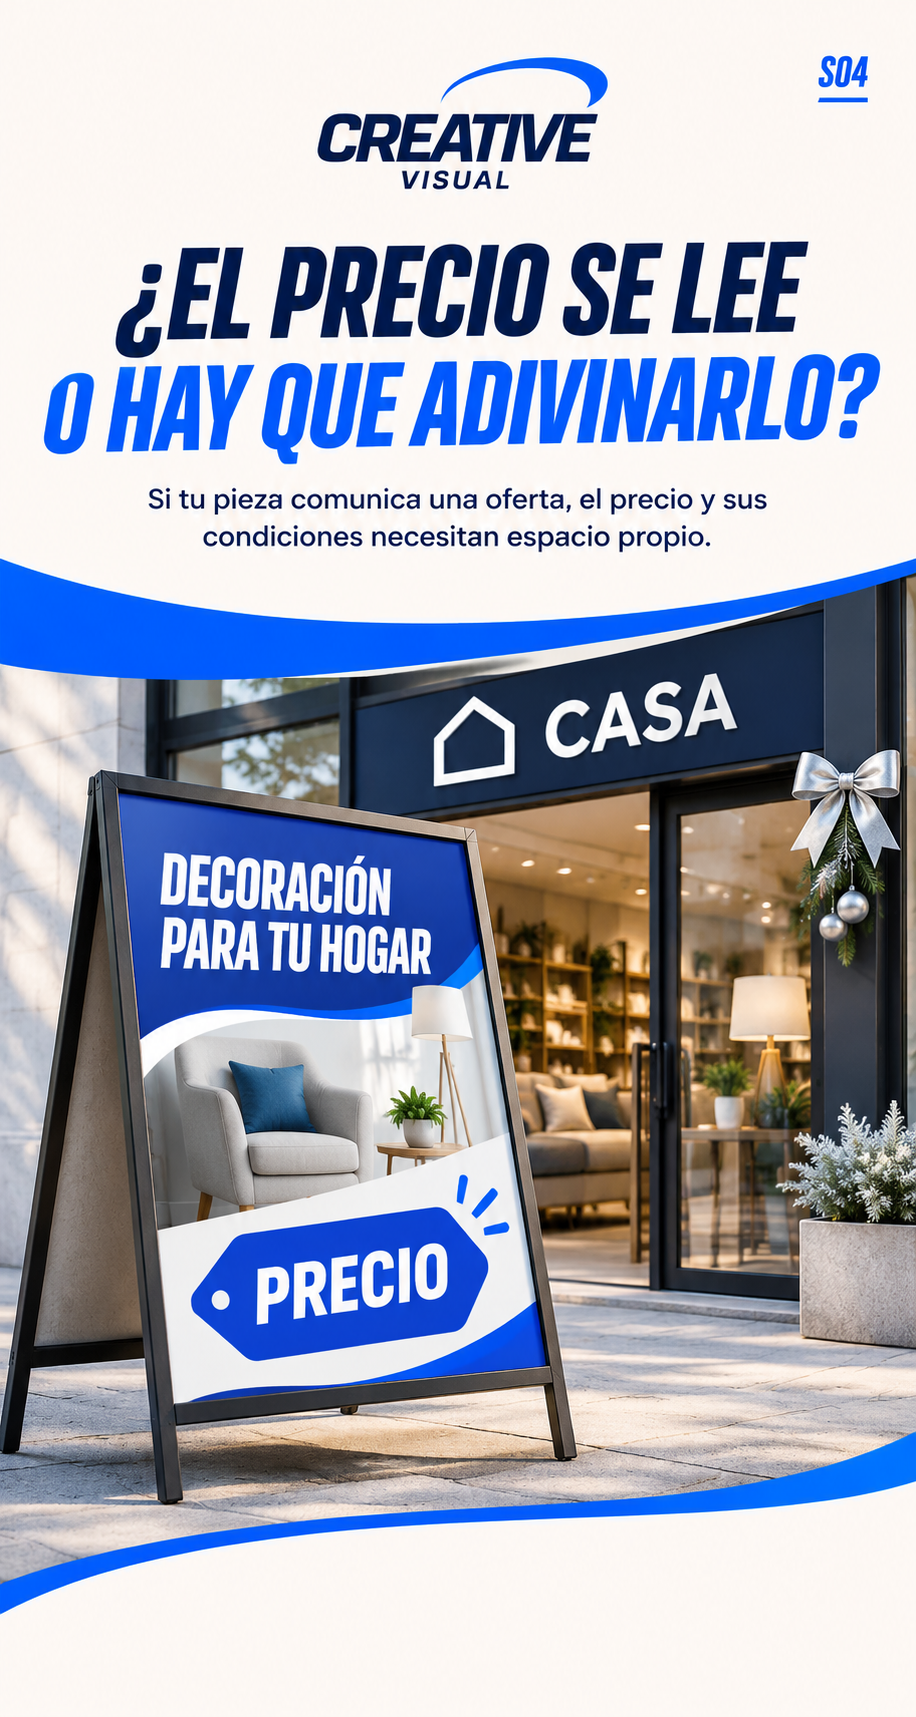 CREATIVE
VISUAL
S04
¿EL PRECIO SE LEE
O HAY QUE ADIVINARLO?
Si tu pieza comunica una oferta, el precio y sus
condiciones necesitan espacio propio.
CASA
DECORACIÓN
PARA TU HOGAR
PRECIO